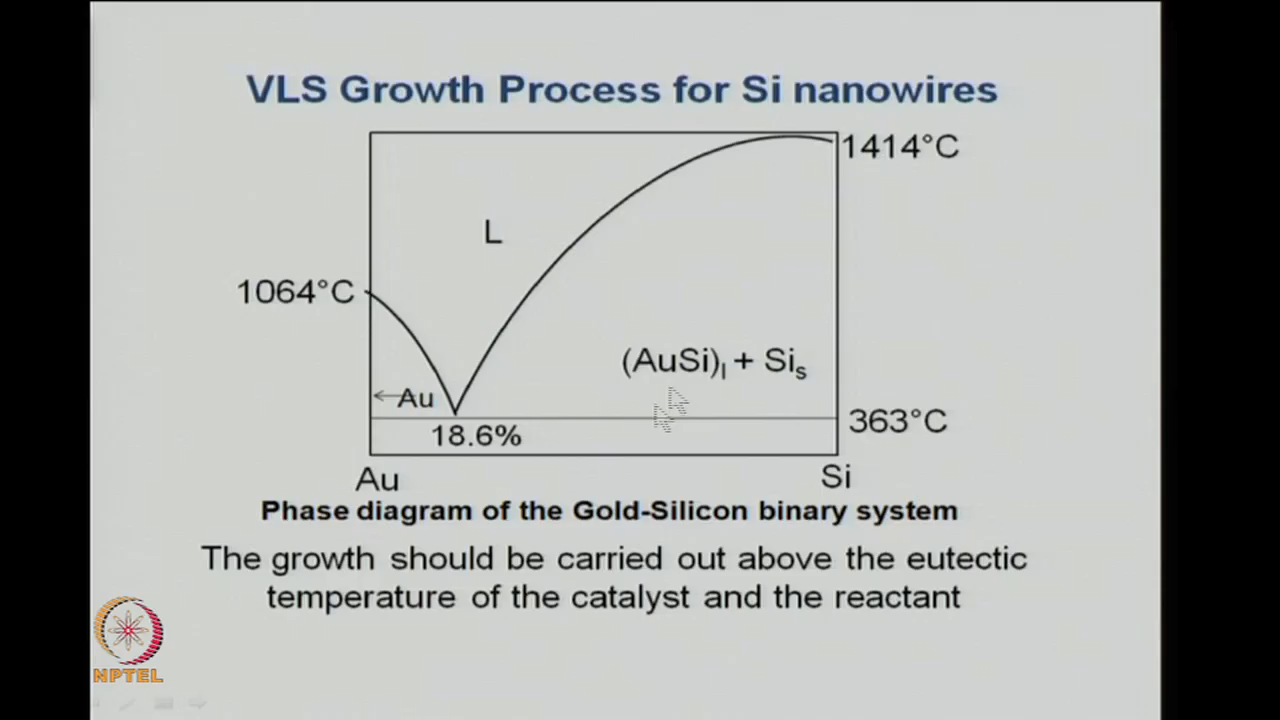 VLS Growth Process for Si nanowires
1414°C
L
1064°C
(AuSi)l + Sis
Au
363°C
18.6%
Au
Si
Phase diagram of the Gold-Silicon binary system
The growth should be carried out above the eutectic
temperature of the catalyst and the reactant
NPTEL